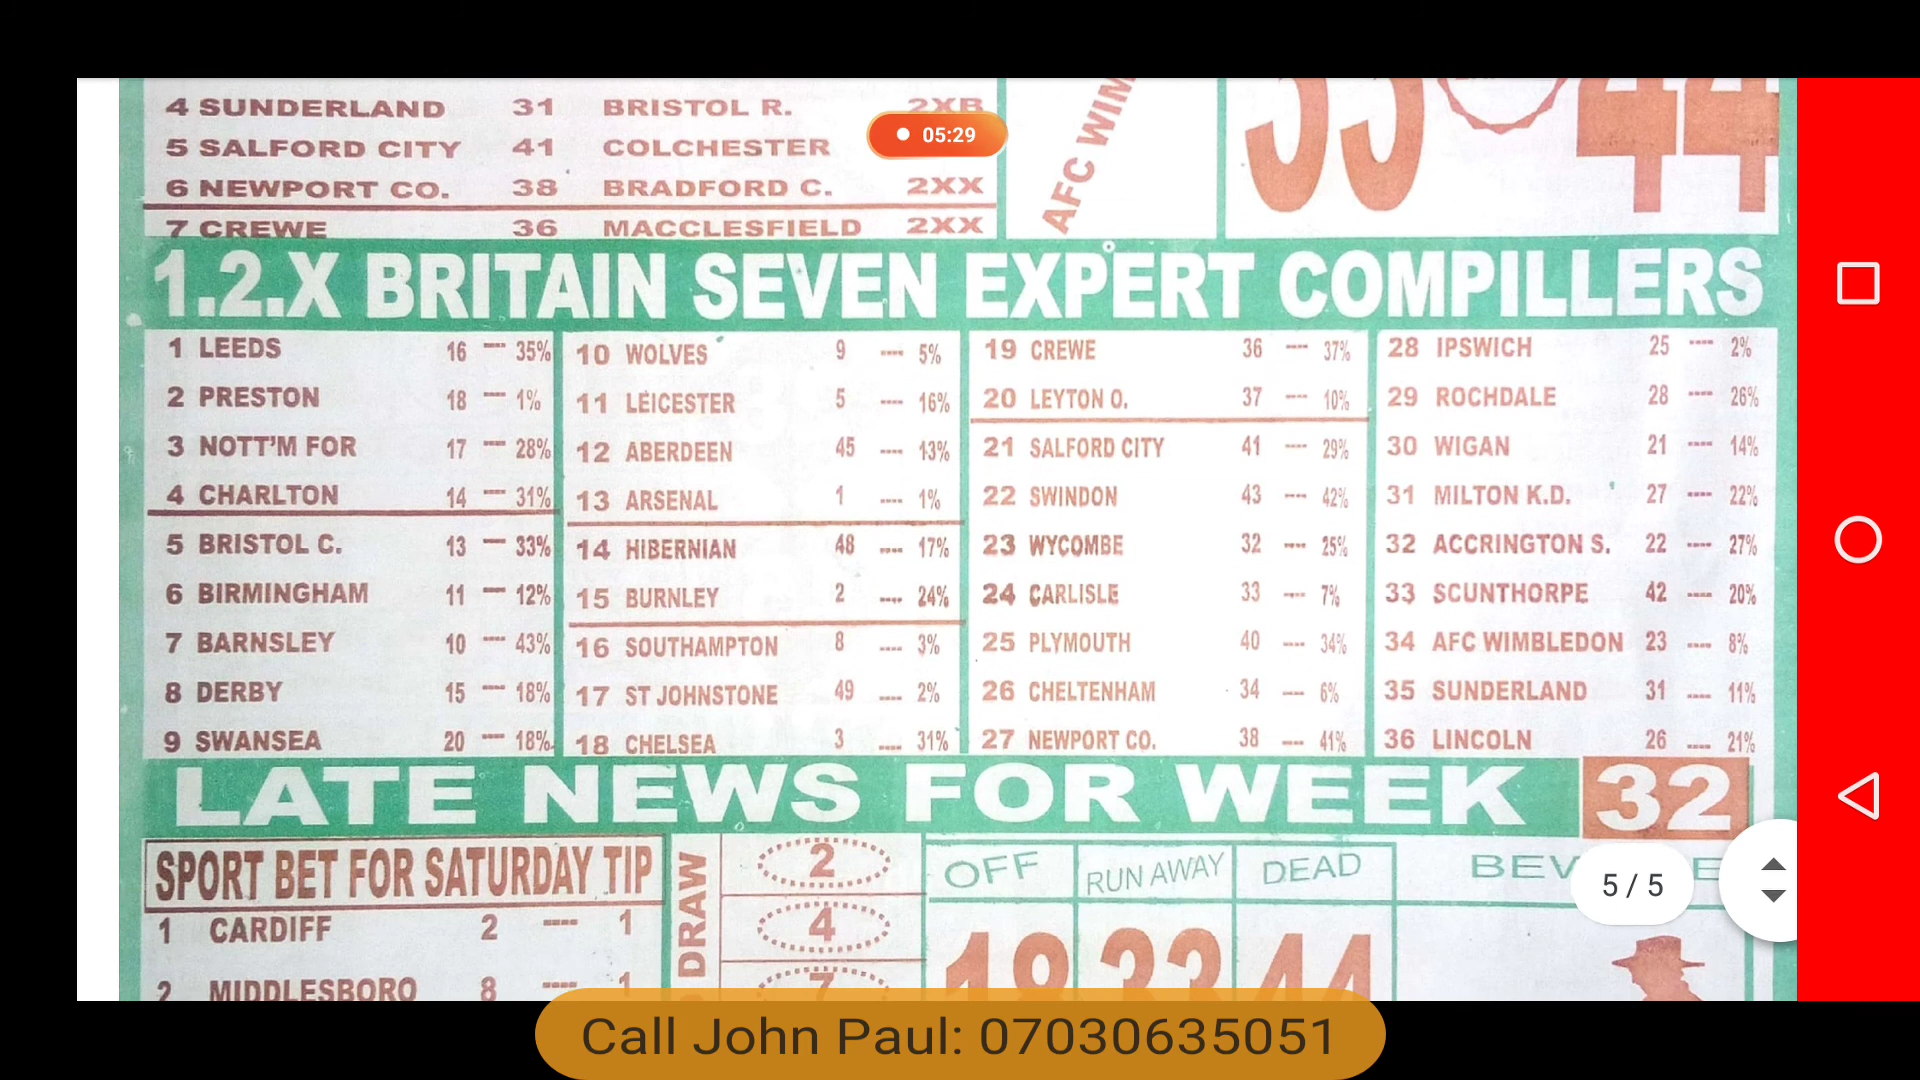 4 SUNDERLAND 31 BRISTOL R. 2XB
5 SALFORD CITY 41 COLCHESTER
6 NEWPORT CO. 38 BRADFORD C. 2XX
7 CREWE 36 MACCLESFIELD 2XX
AFC WIM
05:29
33
44
1.2.X BRITAIN SEVEN EXPERT COMPILLERS
1 LEEDS 16 --- 35%
2 PRESTON 18 --- 1%
3 NOTT'M FOR 17 --- 28%
4 CHARLTON 14 --- 31%
5 BRISTOL C. 13 --- 33%
6 BIRMINGHAM 11 --- 12%
7 BARNSLEY 10 --- 43%
8 DERBY 15 --- 18%
9 SWANSEA 20 --- 18%
10 WOLVES 9 ---- 5%
11 LEICESTER 5 ---- 16%
12 ABERDEEN 45 ---- 13%
13 ARSENAL 1 ---- 1%
14 HIBERNIAN 48 ---- 17%
15 BURNLEY 2 ---- 24%
16 SOUTHAMPTON 8 ---- 3%
17 ST JOHNSTONE 49 ---- 2%
18 CHELSEA 3 ---- 31%
19 CREWE 36 --- 37%
20 LEYTON O. 37 --- 10%
21 SALFORD CITY 41 --- 29%
22 SWINDON 43 --- 42%
23 WYCOMBE 32 --- 25%
24 CARLISLE 33 --- 7%
25 PLYMOUTH 40 --- 34%
26 CHELTENHAM 34 --- 6%
27 NEWPORT CO. 38 --- 41%
28 IPSWICH 25 ---- 2%
29 ROCHDALE 28 ---- 26%
30 WIGAN 21 ---- 14%
31 MILTON K.D. 27 ---- 22%
32 ACCRINGTON S. 22 ---- 27%
33 SCUNTHORPE 42 ---- 20%
34 AFC WIMBLEDON 23 ---- 8%
35 SUNDERLAND 31 ---- 11%
36 LINCOLN 26 ---- 21%
LATE NEWS FOR WEEK 32
SPORT BET FOR SATURDAY TIP
1 CARDIFF 2 ---- 1
2 MIDDLESBORO 8 ---- 1
DRAW
2
4
7
OFF
RUN AWAY
DEAD
18
33
44
5 / 5
Call John Paul: 07030635051